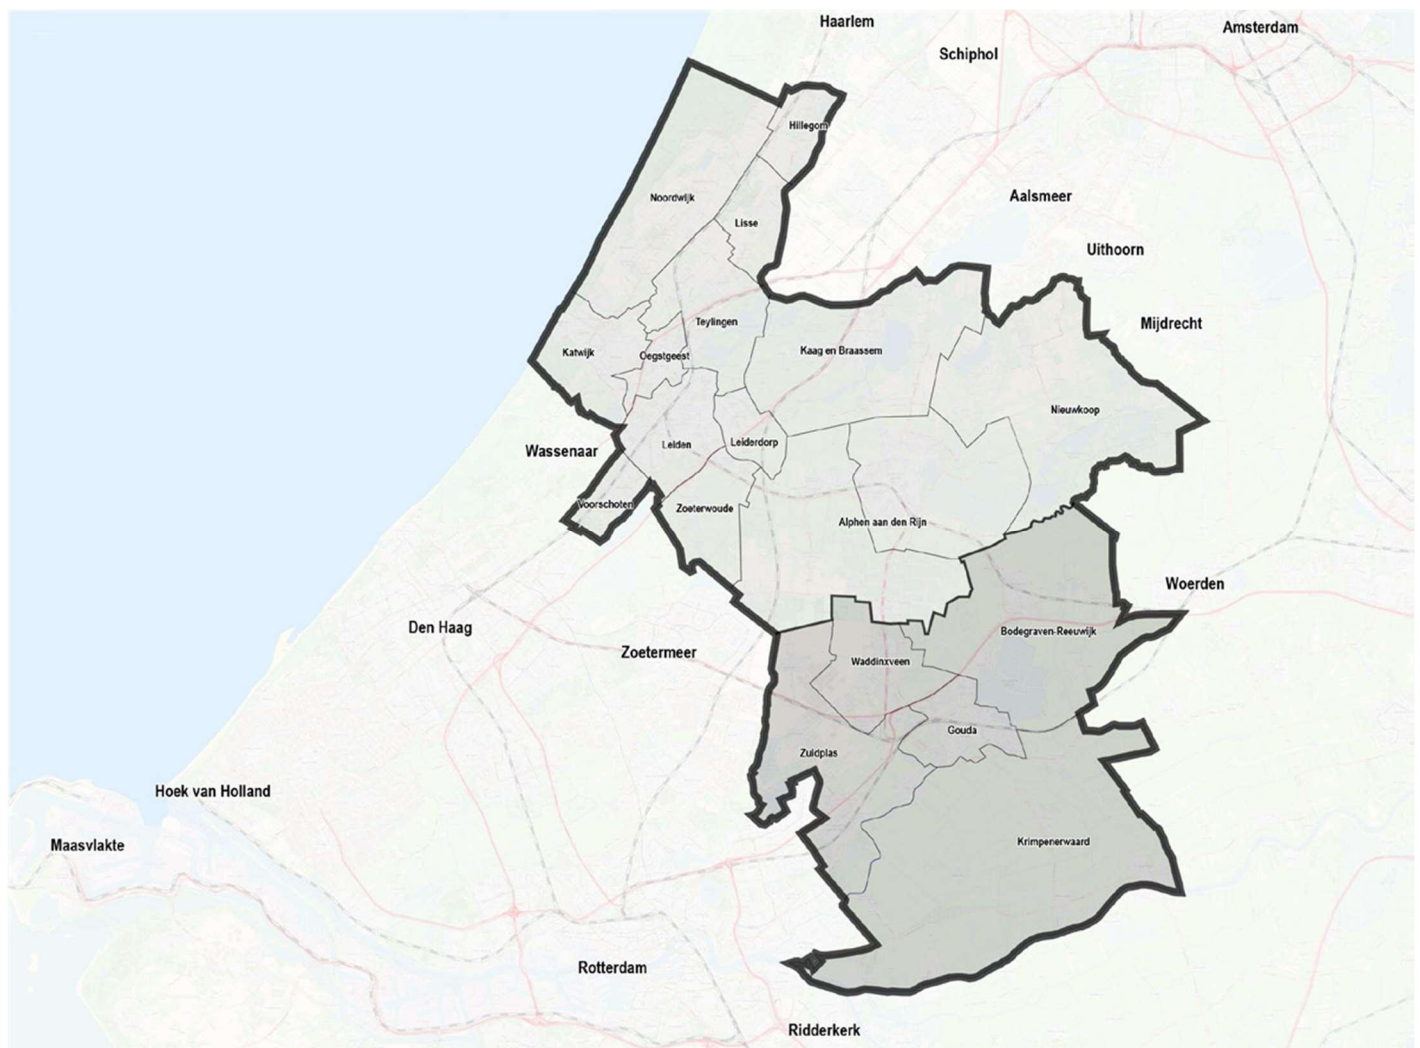 Haarlem
Amsterdam
Schiphol
Hillegom
Noordwijk
Aalsmeer
Lisse
Uithoorn
Teylingen
Mijdrecht
Katwijk
Oegstgeest
Kaag en Braassem
Nieuwkoop
Wassenaar
Leiden
Leiderdorp
Voorschoten
Zoeterwoude
Alphen aan den Rijn
Woerden
Den Haag
Bodegraven-Reeuwijk
Zoetermeer
Waddinxveen
Gouda
Zuidplas
Hoek van Holland
Maasvlakte
Krimpenerwaard
Rotterdam
Ridderkerk